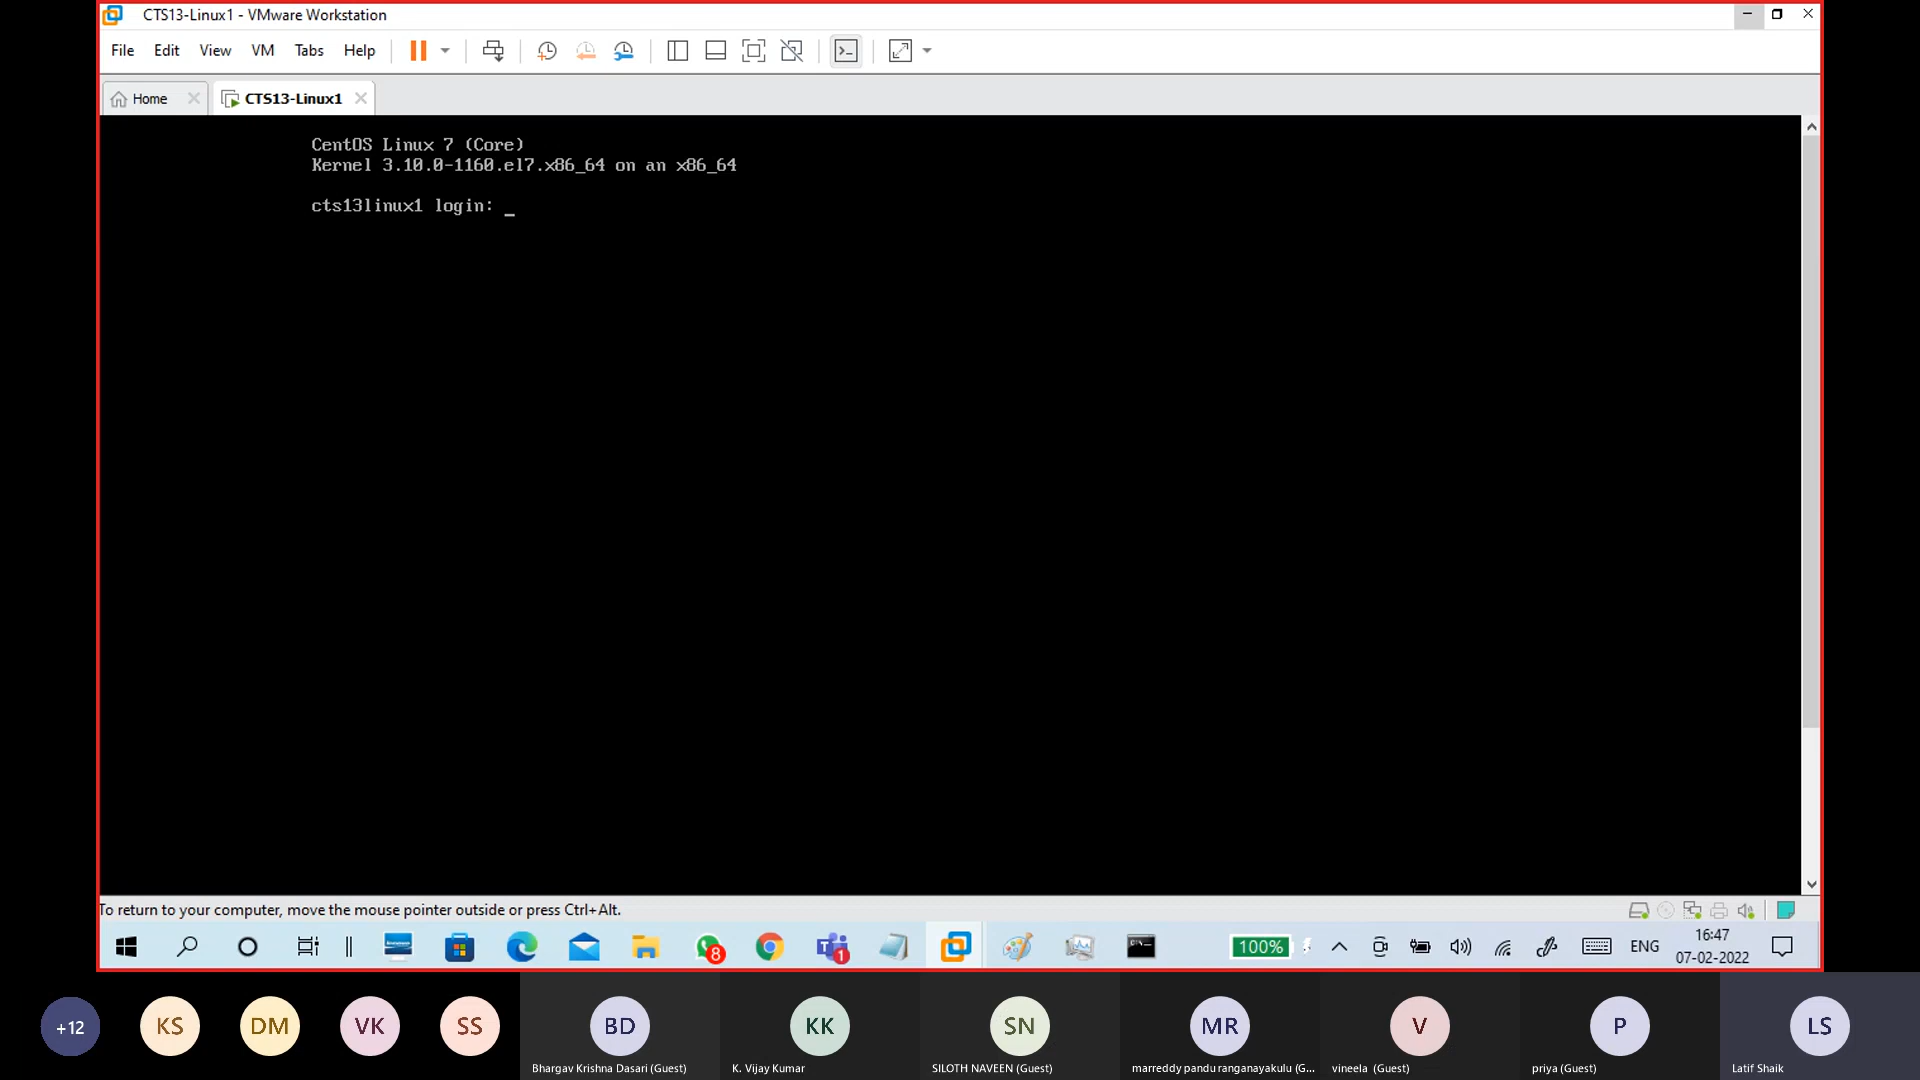 CTS13-Linux1 - VMware Workstation
File Edit View VM Tabs Help
Home CTS13-Linux1
CentOS Linux 7 (Core)
Kernel 3.10.0-1160.el7.x86_64 on an x86_64
cts13linux1 login: _
To return to your computer, move the mouse pointer outside or press Ctrl+Alt.
8 1 100% ENG 16:47
07-02-2022
+12 KS DM VK SS BD KK SN MR V P LS
Bhargav Krishna Dasari (Guest) K. Vijay Kumar SILOTH NAVEEN (Guest) marreddy pandu ranganayakulu (G... vineela (Guest) priya (Guest) Latif Shaik